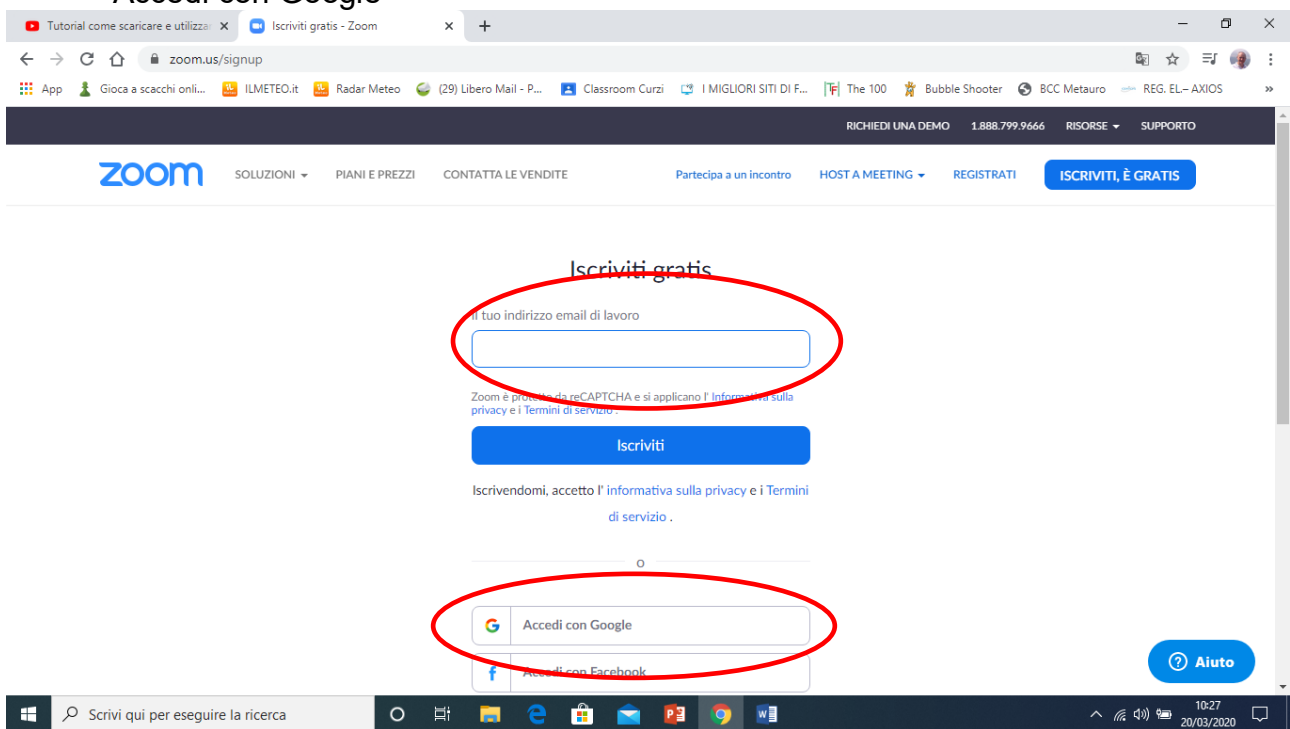 Accedi con Google
Tutorial come scaricare e utilizza
Iscriviti gratis - Zoom
zoom.us/signup
App
Gioca a scacchi onli...
ILMETEO.it
Radar Meteo
(29) Libero Mail - P...
Classroom Curzi
I MIGLIORI SITI DI F...
The 100
Bubble Shooter
BCC Metauro
REG. EL.– AXIOS
»
RICHIEDI UNA DEMO
1.888.799.9666
RISORSE
SUPPORTO
zoom
SOLUZIONI
PIANI E PREZZI
CONTATTA LE VENDITE
Partecipa a un incontro
HOST A MEETING
REGISTRATI
ISCRIVITI, È GRATIS
Iscriviti gratis
Il tuo indirizzo email di lavoro
Zoom è protetto da reCAPTCHA e si applicano l' Informativa sulla
privacy e i Termini di servizio .
Iscriviti
Iscrivendomi, accetto l' informativa sulla privacy e i Termini
di servizio .
o
Accedi con Google
Accedi con Facebook
Aiuto
Scrivi qui per eseguire la ricerca
10:27
20/03/2020